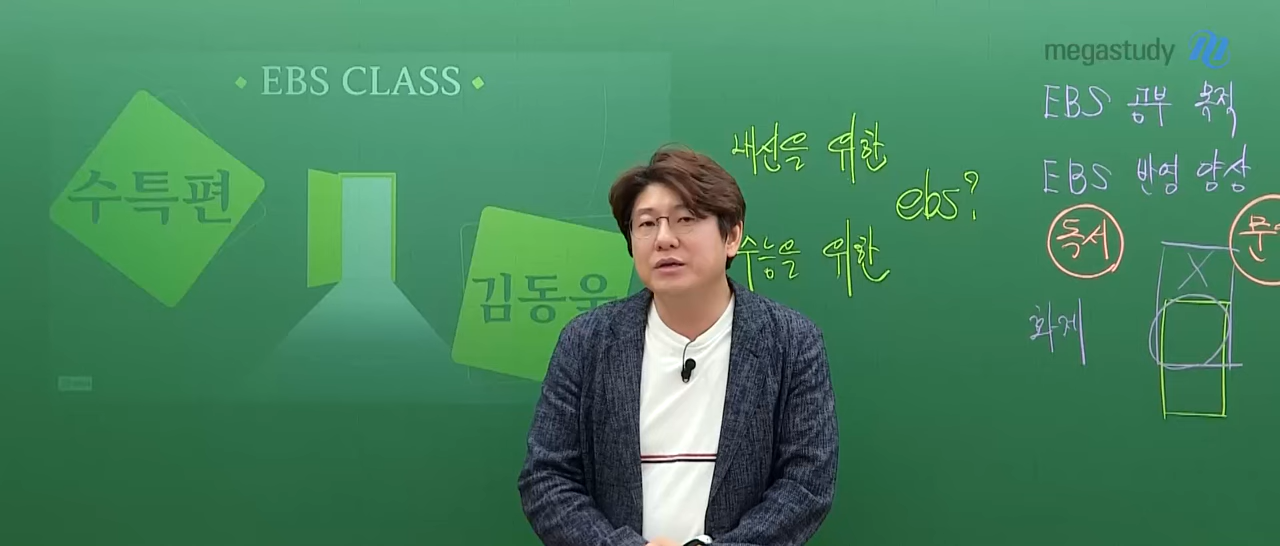 megastudy
EBS CLASS
수특편
김동욱
내신을 위한
ebs?
수능을 위한
EBS 공부 목적
EBS 반영 양상
독서
화제
X